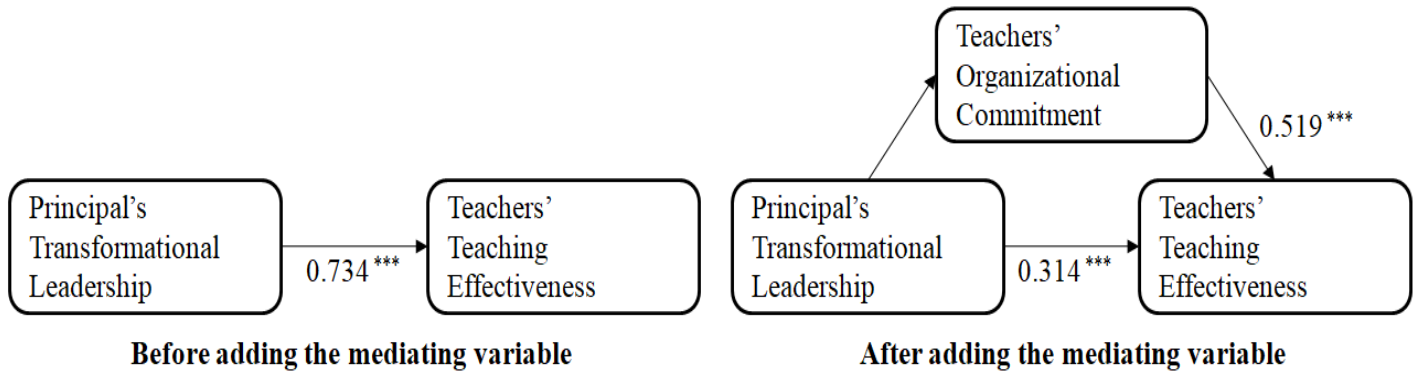 Principal’s
Transformational
Leadership
0.734 ***
Teachers’
Teaching
Effectiveness
Before adding the mediating variable
Teachers’
Organizational
Commitment
0.519 ***
Principal’s
Transformational
Leadership
0.314 ***
Teachers’
Teaching
Effectiveness
After adding the mediating variable